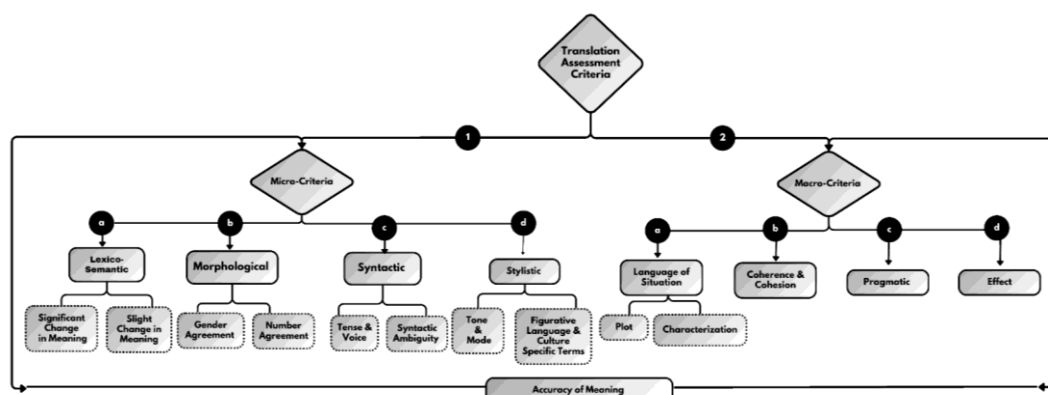 Translation
Assessment
Criteria
1
2
Micro-Criteria
Macro-Criteria
a
b
c
d
a
b
c
d
Lexico-
Semantic
Morphological
Syntactic
Stylistic
Language of
Situation
Coherence &
Cohesion
Pragmatic
Effect
Significant
Change
in Meaning
Slight
Change in
Meaning
Gender
Agreement
Number
Agreement
Tense &
Voice
Syntactic
Ambiguity
Tone
&
Mode
Figurative
Language &
Culture
Specific Terms
Plot
Characterization
Accuracy of Meaning